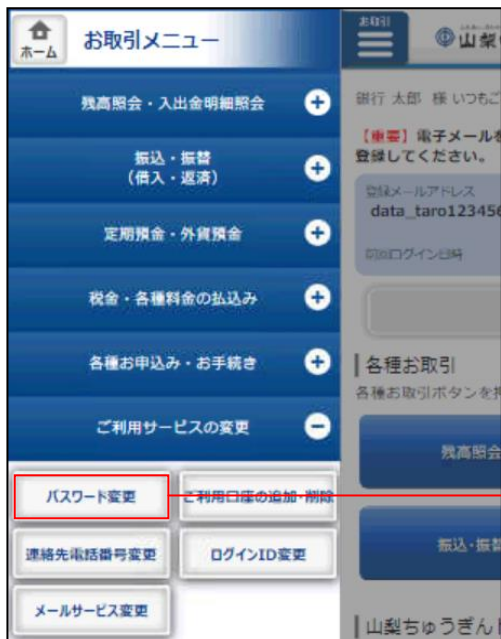 ホーム
お取引メニュー
残高照会・入出金明細照会
振込・振替
(借入・返済)
定期預金・外貨預金
税金・各種料金の払込み
各種お申込み・お手続き
ご利用サービスの変更
パスワード変更
ご利用口座の追加・削除
連絡先電話番号変更
ログインID変更
メールサービス変更
お取引
山梨
銀行 太郎 様 いつもご
【重要】電子メールを
登録してください。
登録メールアドレス
data_taro123456
前回ログイン日時
各種お取引
各種お取引ボタンを押
残高照会
振込・振替
山梨ちゅうぎん